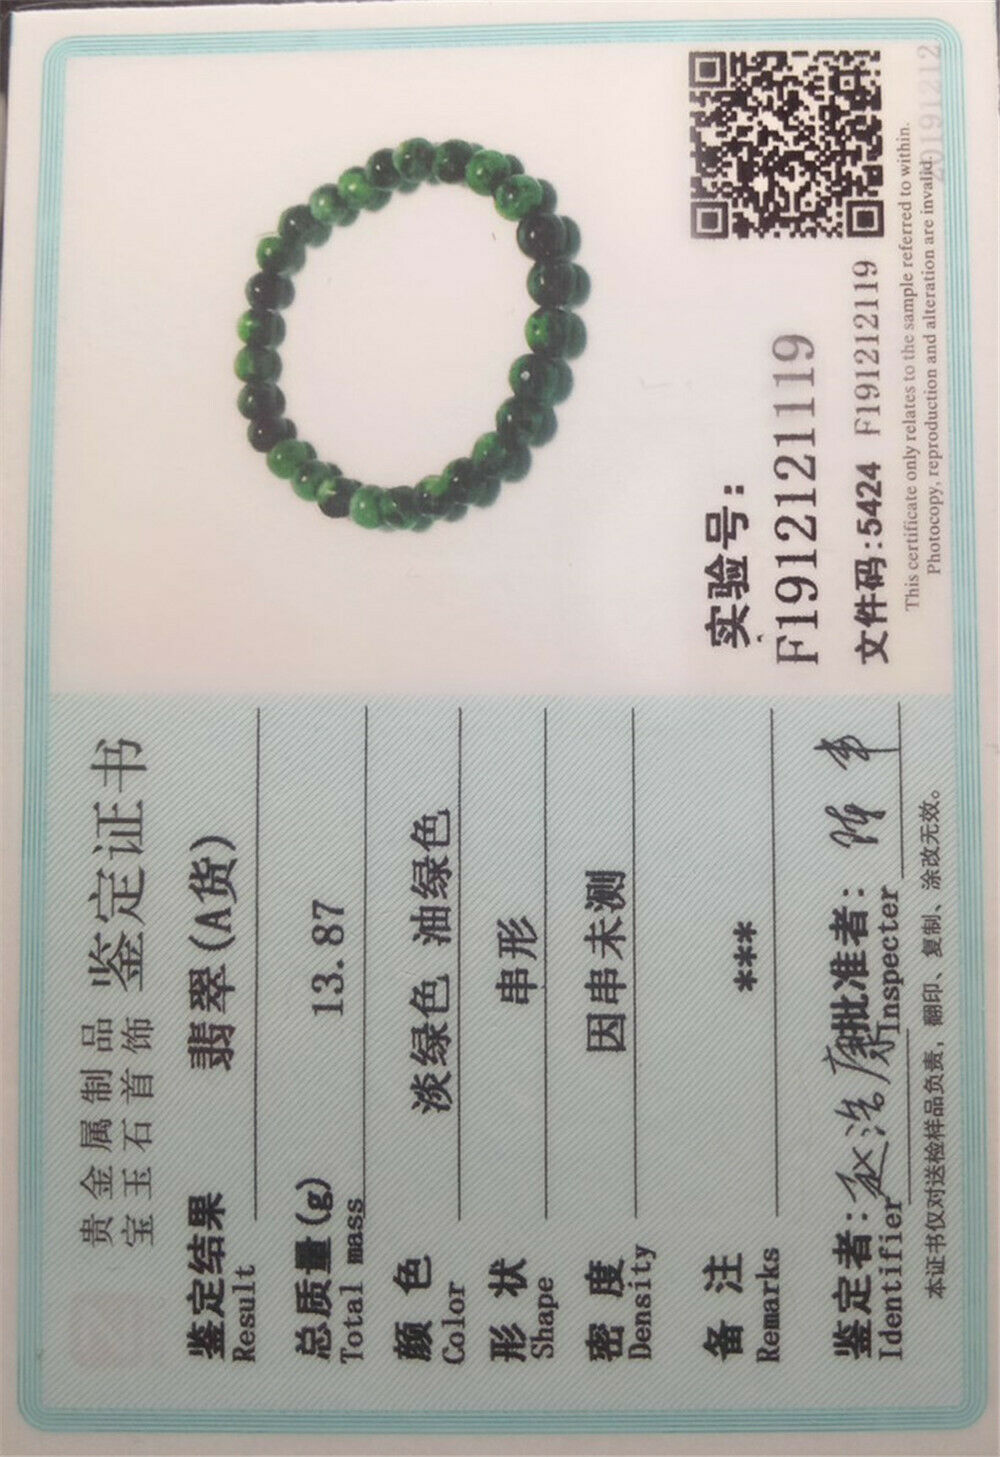 贵金属制品
宝玉石首饰
鉴定证书
鉴定结果 翡翠(A货)
Result
总质量(g) 13.87
Total mass
颜 色 淡绿色 油绿色
Color
形 状 串形
Shape
密 度 因串未测
Density
备 注 ***
Remarks
鉴定者: 批准者:
Identifier Inspecter
本证书仅对送检样品负责, 翻印、复制、涂改无效。
实验号:
F191212119
文件码:5424 F191212119
This certificate only relates to the sample referred to within.
Photocopy, reproduction and alteration are invalid.
20191212